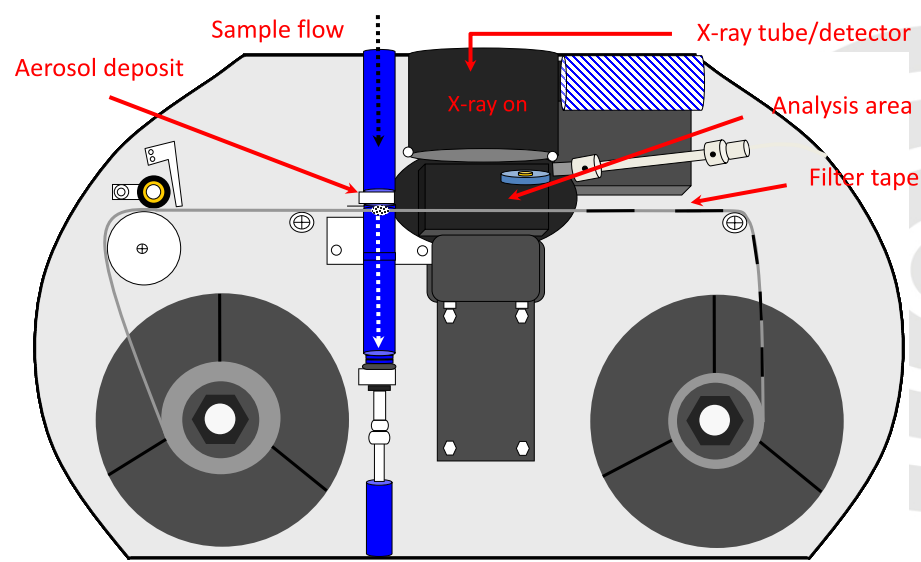 Sample flow
X-ray tube/detector
Aerosol deposit
X-ray on
Analysis area
Filter tape